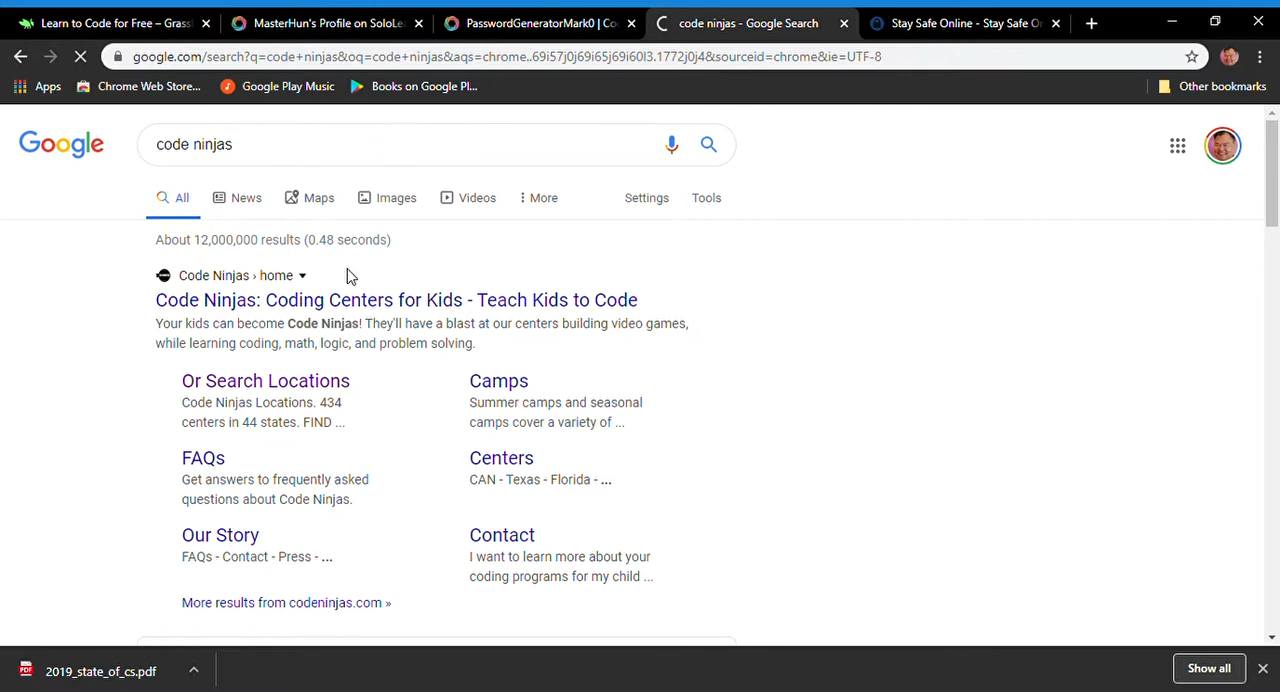 Learn to Code for Free – Grass
MasterHun's Profile on SoloLe
PasswordGeneratorMark0 | Co
code ninjas - Google Search
Stay Safe Online - Stay Safe O
google.com/search?q=code+ninjas&oq=code+ninjas&aqs=chrome..69i57j0j69i65j69i60l3.1772j0j4&sourceid=chrome&ie=UTF-8
Apps
Chrome Web Store...
Google Play Music
Books on Google Pl...
Other bookmarks
Google
code ninjas
All
News
Maps
Images
Videos
More
Settings
Tools
About 12,000,000 results (0.48 seconds)
Code Ninjas › home
Code Ninjas: Coding Centers for Kids - Teach Kids to Code
Your kids can become Code Ninjas! They'll have a blast at our centers building video games,
while learning coding, math, logic, and problem solving.
Or Search Locations
Code Ninjas Locations. 434
centers in 44 states. FIND ...
Camps
Summer camps and seasonal
camps cover a variety of ...
FAQs
Get answers to frequently asked
questions about Code Ninjas.
Centers
CAN - Texas - Florida - ...
Our Story
FAQs - Contact - Press - ...
Contact
I want to learn more about your
coding programs for my child ...
More results from codeninjas.com »
PDF
2019_state_of_cs.pdf
Show all